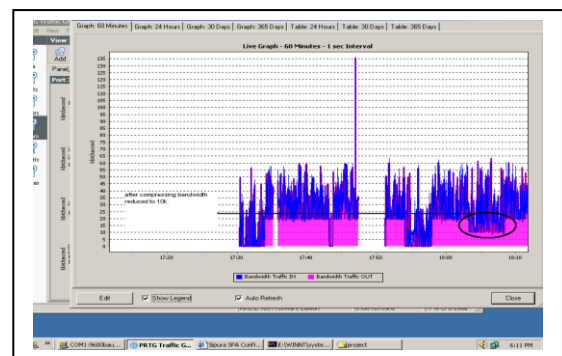 Graph: 60 Minutes Graph: 24 Hours Graph: 30 Days Graph: 365 Days Table: 24 Hours Table: 30 Days Table: 365 Days
View
Add
Panel
Port
Live Graph - 60 Minutes - 1 sec Interval
135
130
125
120
115
110
105
100
95
90
85
80
75
70
65
60
55
50
45
40
35
30
25
20
15
10
5
0
kbit/second
after compressing bandwidth
reduced to 10k.
17:20 17:30 17:40 17:50 18:00 18:10
Bandwidth Traffic IN Bandwidth Traffic OUT
Edit Show Legend Auto Refresh Close
COM1:9600bau... PRTG Traffic G... Sipura SPA Confi... E:\WINNT\syste... project 6:11 PM